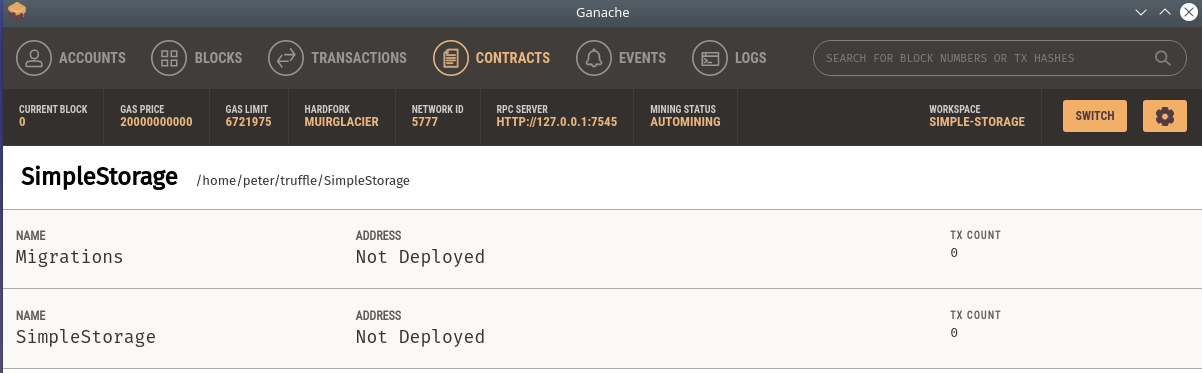 Ganache
ACCOUNTS BLOCKS TRANSACTIONS CONTRACTS EVENTS LOGS SEARCH FOR BLOCK NUMBERS OR TX HASHES
CURRENT BLOCK GAS PRICE GAS LIMIT HARDFORK NETWORK ID RPC SERVER MINING STATUS WORKSPACE
0 20000000000 6721975 MUIRGLACIER 5777 HTTP://127.0.0.1:7545 AUTOMINING SIMPLE-STORAGE SWITCH
SimpleStorage /home/peter/truffle/SimpleStorage
NAME ADDRESS TX COUNT
Migrations Not Deployed 0
NAME ADDRESS TX COUNT
SimpleStorage Not Deployed 0